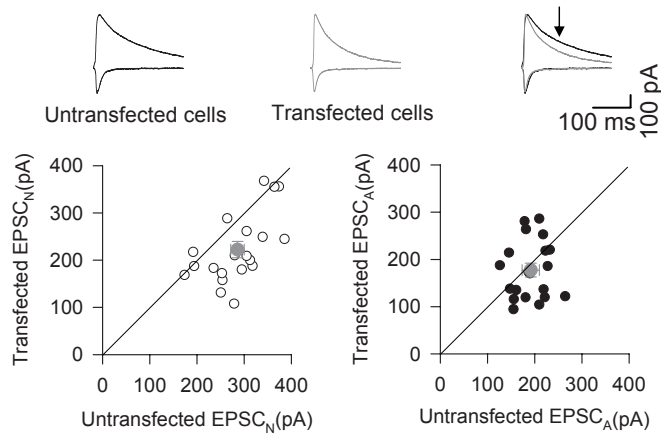 Untransfected cells
Transfected cells
100 ms
100 pA
Transfected EPSC_N(pA)
400
300
200
100
0
0 100 200 300 400
Untransfected EPSC_N(pA)
Transfected EPSC_A(pA)
400
300
200
100
0
0 100 200 300 400
Untransfected EPSC_A(pA)